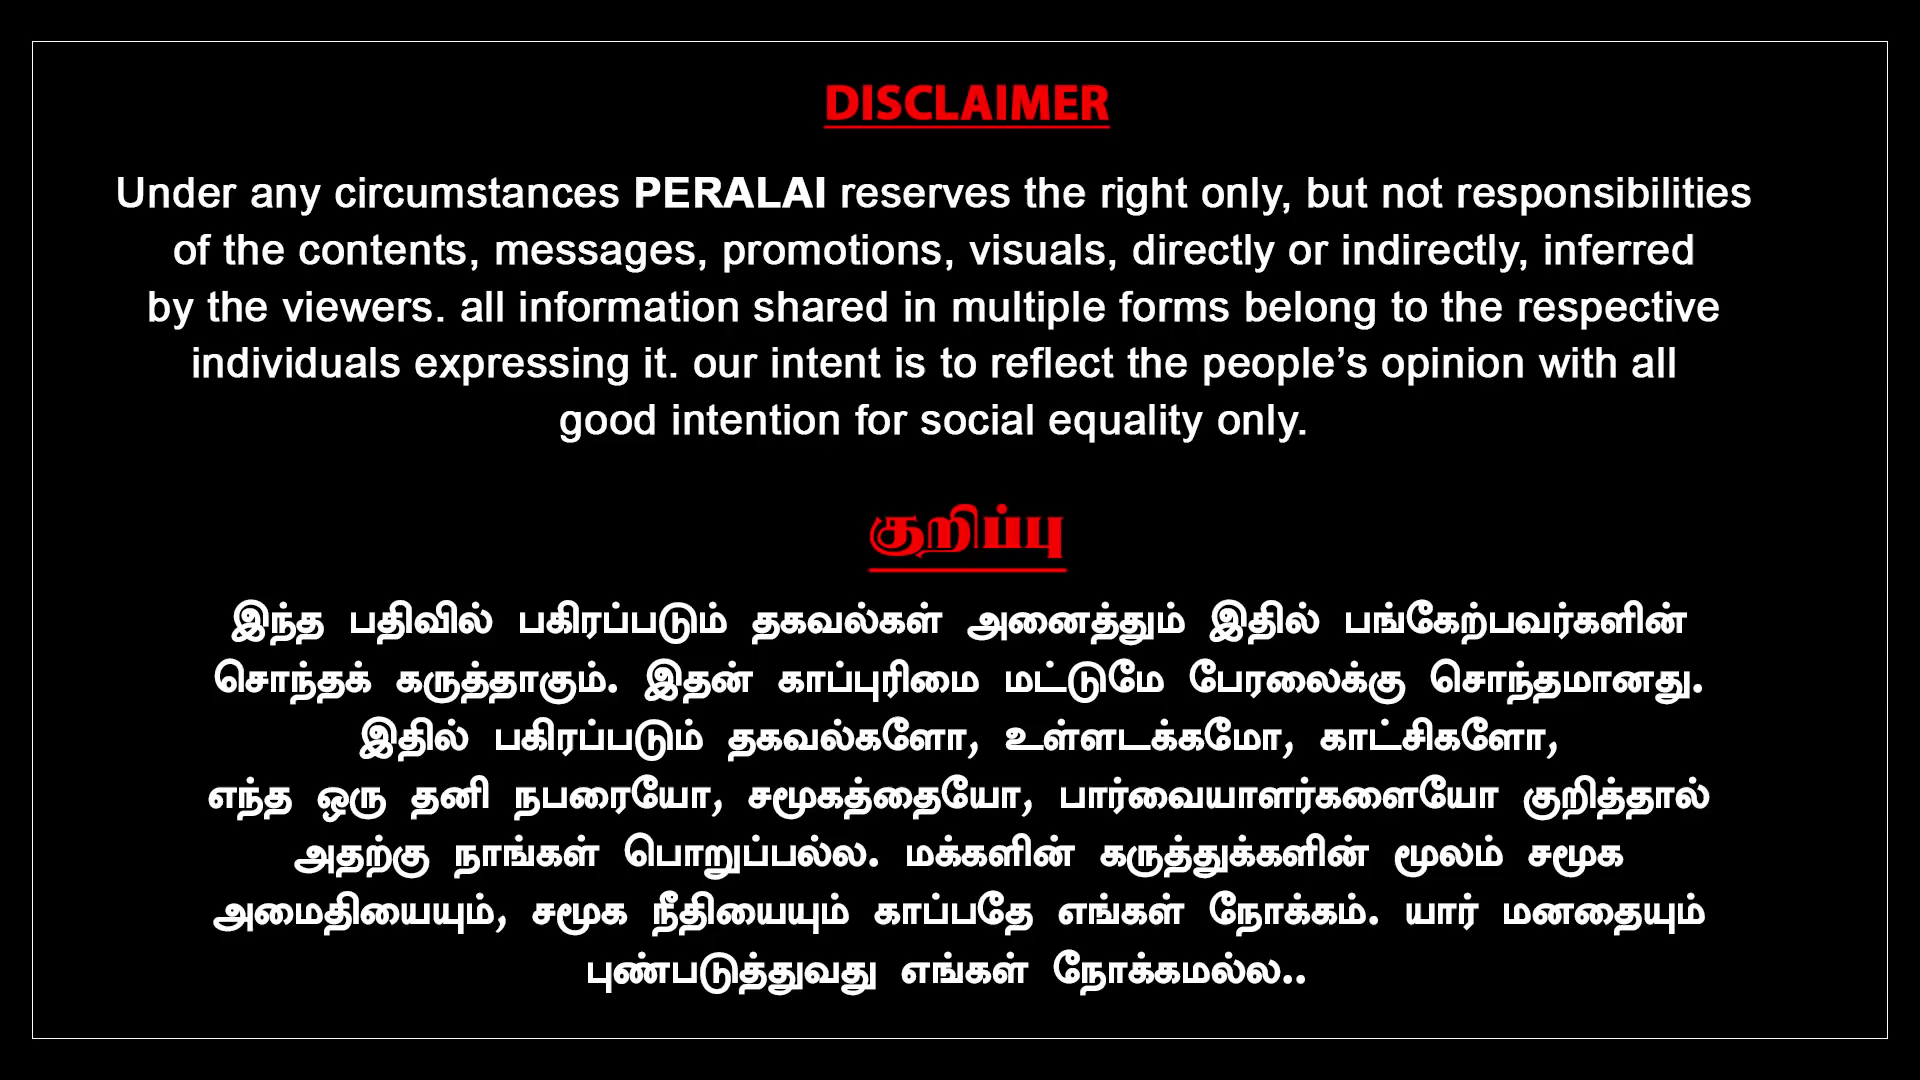 DISCLAIMER
Under any circumstances PERALAI reserves the right only, but not responsibilities
of the contents, messages, promotions, visuals, directly or indirectly, inferred
by the viewers. all information shared in multiple forms belong to the respective
individuals expressing it. our intent is to reflect the people’s opinion with all
good intention for social equality only.
குறிப்பு
இந்த பதிவில் பகிரப்படும் தகவல்கள் அனைத்தும் இதில் பங்கேற்பவர்களின்
சொந்தக் கருத்தாகும். இதன் காப்புரிமை மட்டுமே பேரலைக்கு சொந்தமானது.
இதில் பகிரப்படும் தகவல்களோ, உள்ளடக்கமோ, காட்சிகளோ,
எந்த ஒரு தனி நபரையோ, சமூகத்தையோ, பார்வையாளர்களையோ குறித்தால்
அதற்கு நாங்கள் பொறுப்பல்ல. மக்களின் கருத்துக்களின் மூலம் சமூக
அமைதியையும், சமூக நீதியையும் காப்பதே எங்கள் நோக்கம். யார் மனதையும்
புண்படுத்துவது எங்கள் நோக்கமல்ல..